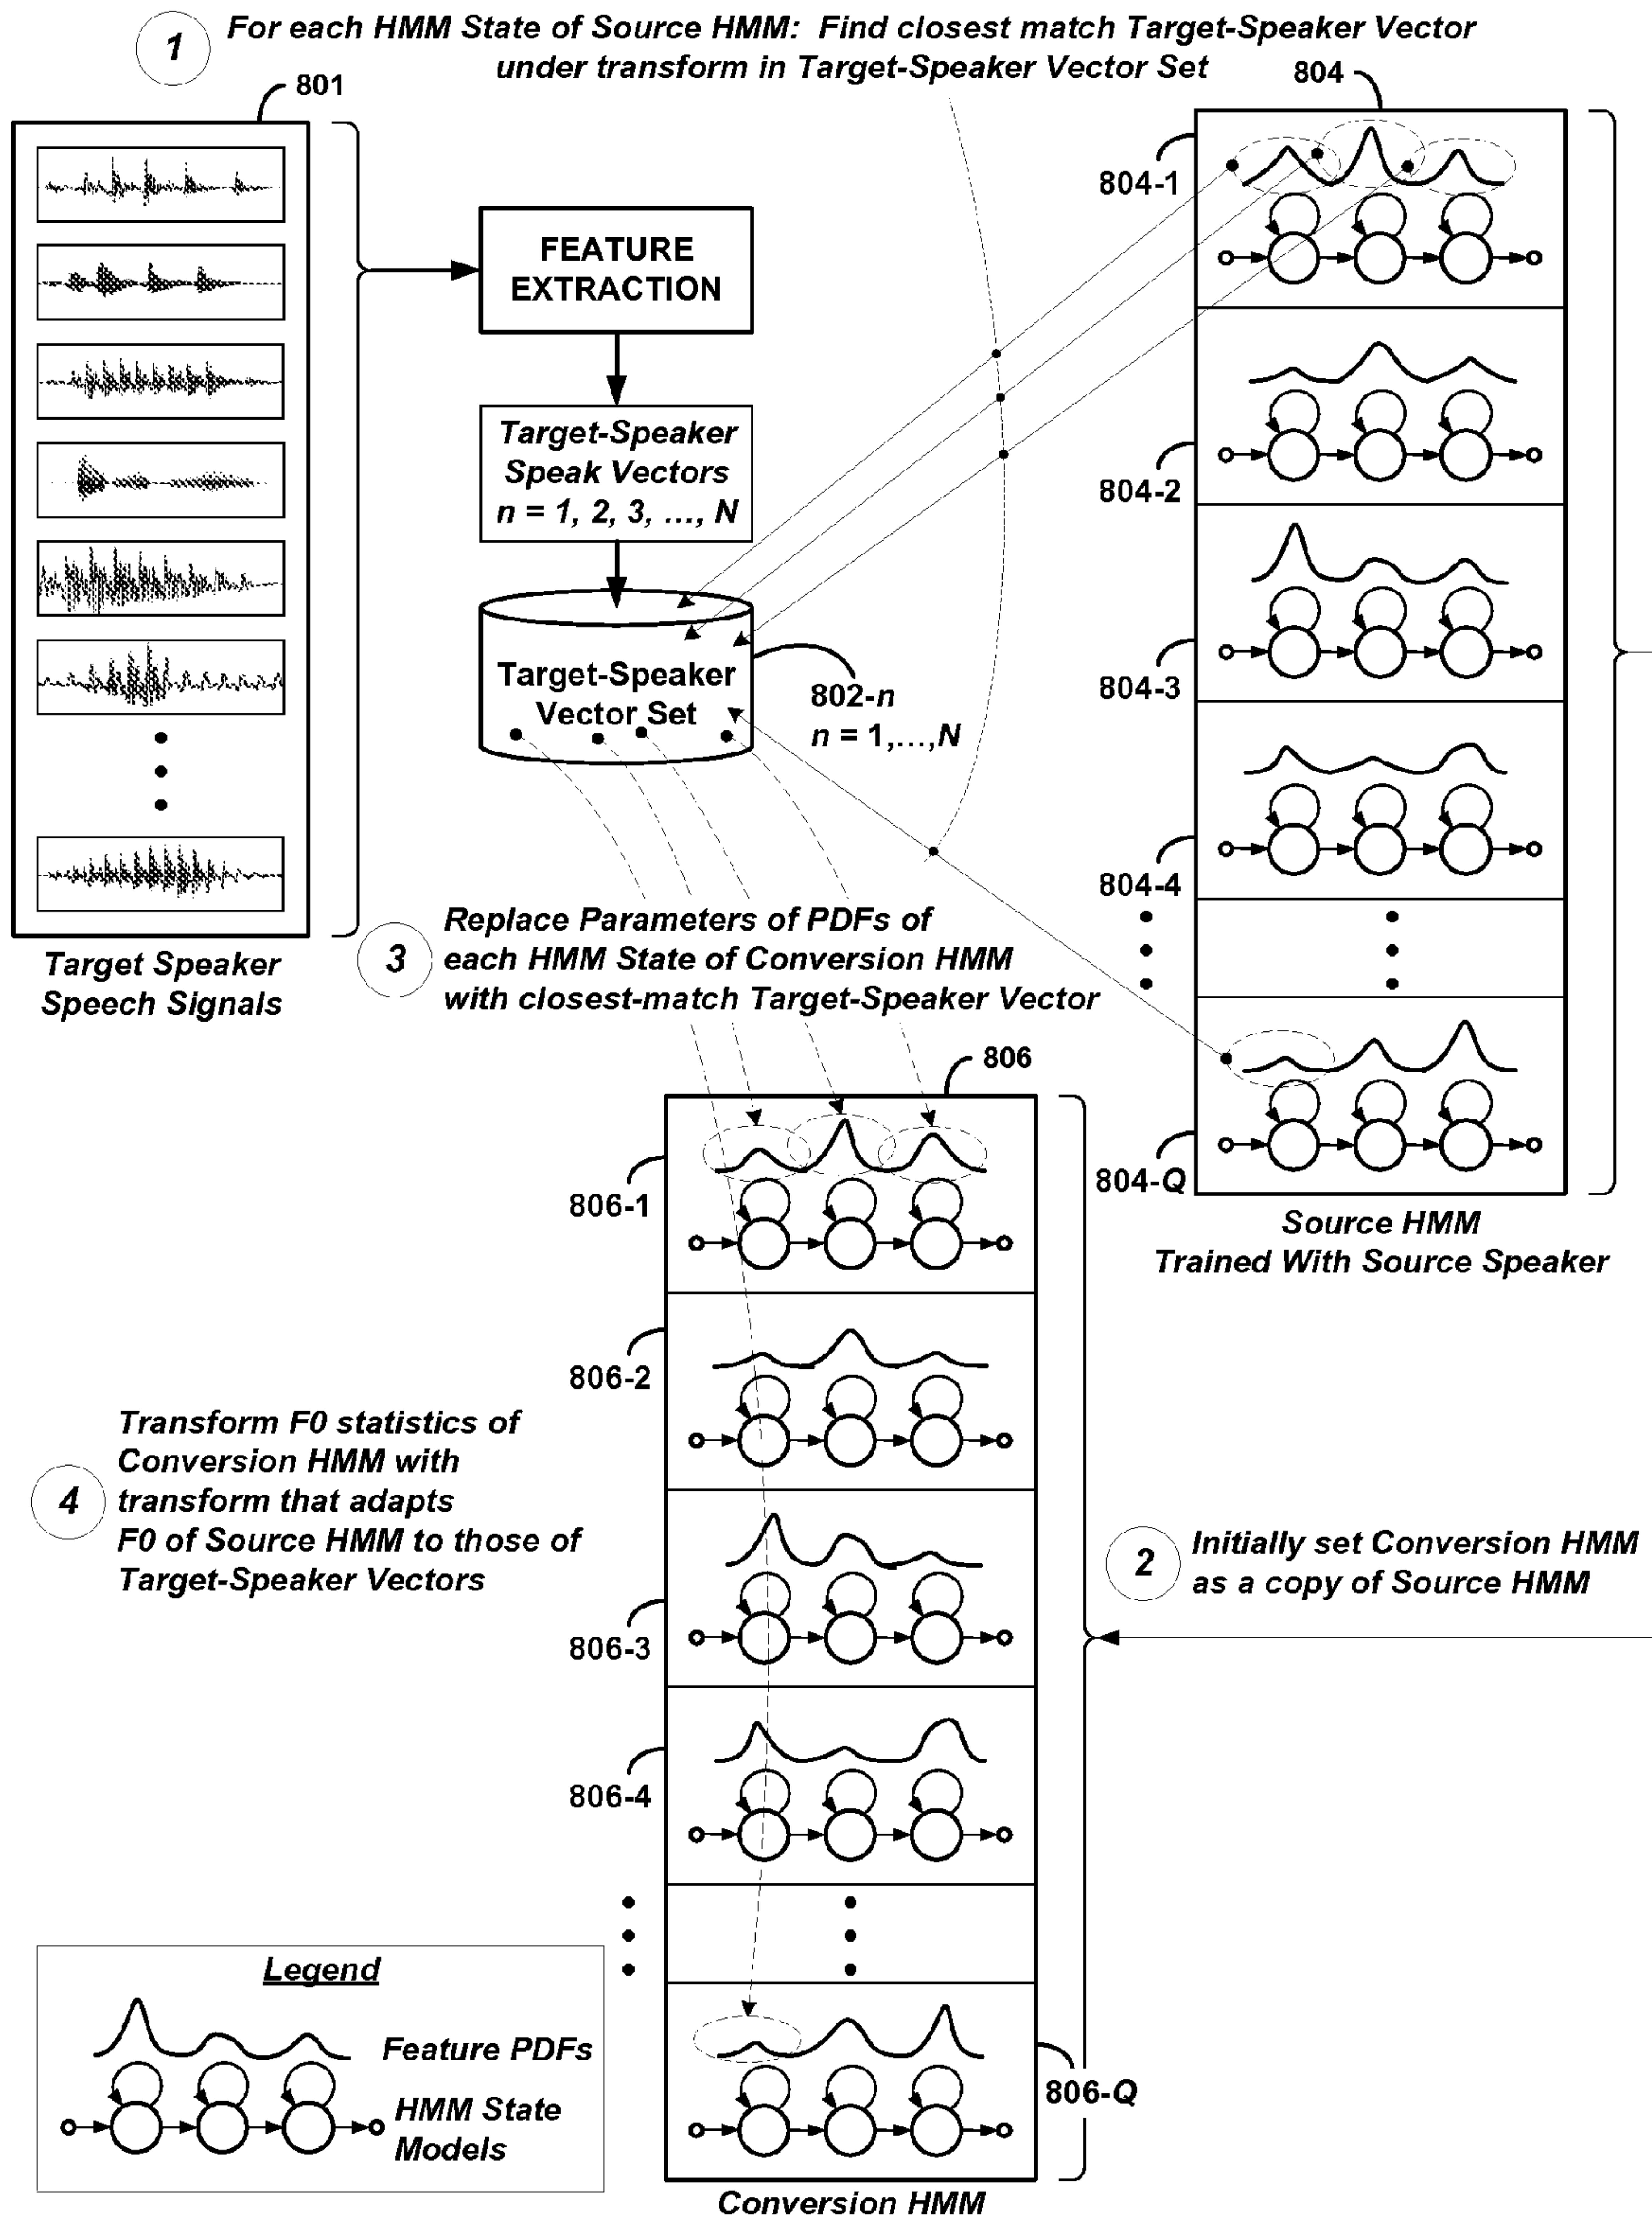 1
For each HMM State of Source HMM: Find closest match Target-Speaker Vector
under transform in Target-Speaker Vector Set
801
804
804-1
FEATURE
EXTRACTION
Target-Speaker
Speak Vectors
n = 1, 2, 3, ..., N
804-2
Target-Speaker
Vector Set
802-n
n = 1,...,N
804-3
804-4
Target Speaker
Speech Signals
3
Replace Parameters of PDFs of
each HMM State of Conversion HMM
with closest-match Target-Speaker Vector
804-Q
Source HMM
Trained With Source Speaker
806
806-1
806-2
4
Transform F0 statistics of
Conversion HMM with
transform that adapts
F0 of Source HMM to those of
Target-Speaker Vectors
2
Initially set Conversion HMM
as a copy of Source HMM
806-3
806-4
Legend
Feature PDFs
HMM State
Models
806-Q
Conversion HMM